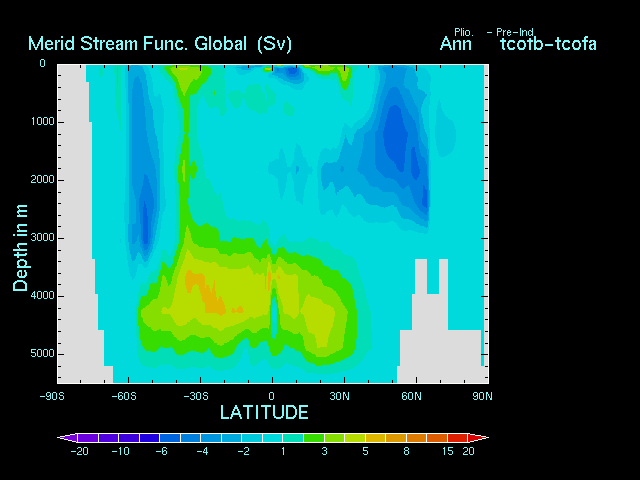 Plio. - Pre-Ind
Merid Stream Func. Global (Sv) Ann tcotb-tcofa
0
1000
2000
3000
4000
5000
Depth in m
-90S -60S -30S 0 30N 60N 90N
LATITUDE
-20 -10 -6 -4 -2 1 3 5 8 15 20